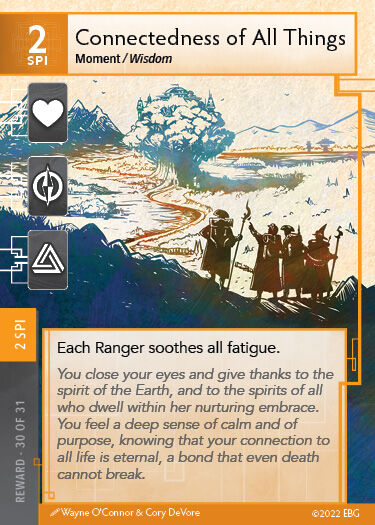 2
SPI
Connectedness of All Things
Moment / Wisdom
2 SPI
REWARD - 30 OF 31
Each Ranger soothes all fatigue.
You close your eyes and give thanks to the
spirit of the Earth, and to the spirits of all
who dwell within her nurturing embrace.
You feel a deep sense of calm and of
purpose, knowing that your connection to
all life is eternal, a bond that even death
cannot break.
Wayne O'Connor & Cory DeVore
©2022 EBG